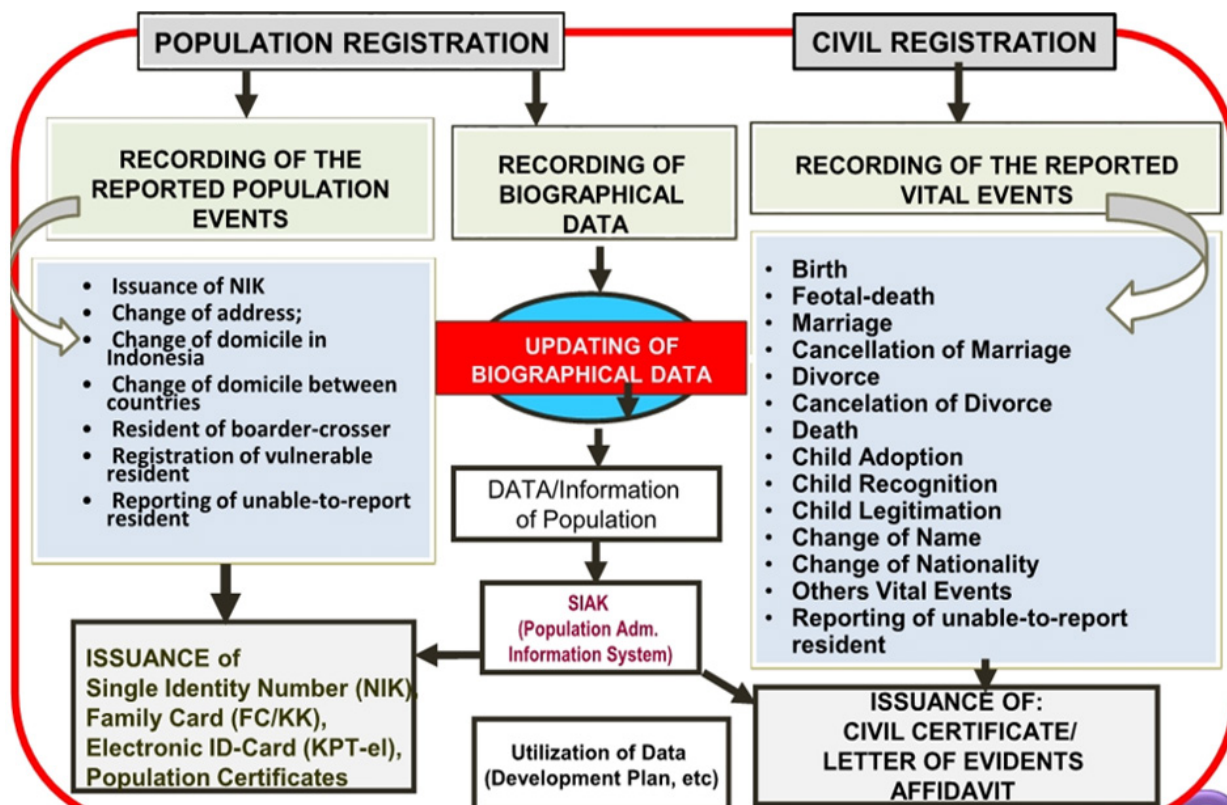 POPULATION REGISTRATION
CIVIL REGISTRATION
RECORDING OF THE
REPORTED POPULATION
EVENTS
RECORDING OF
BIOGRAPHICAL
DATA
RECORDING OF THE REPORTED
VITAL EVENTS
• Issuance of NIK
• Change of address;
• Change of domicile in
Indonesia
• Change of domicile between
countries
• Resident of boarder-crosser
• Registration of vulnerable
resident
• Reporting of unable-to-report
resident
UPDATING OF
BIOGRAPHICAL DATA
• Birth
• Feotal-death
• Marriage
• Cancellation of Marriage
• Divorce
• Cancelation of Divorce
• Death
• Child Adoption
• Child Recognition
• Child Legitimation
• Change of Name
• Change of Nationality
• Others Vital Events
• Reporting of unable-to-report
resident
DATA/Information
of Population
SIAK
(Population Adm.
Information System)
ISSUANCE of
Single Identity Number (NIK),
Family Card (FC/KK),
Electronic ID-Card (KPT-el),
Population Certificates
Utilization of Data
(Development Plan, etc)
ISSUANCE OF:
CIVIL CERTIFICATE/
LETTER OF EVIDENTS
AFFIDAVIT